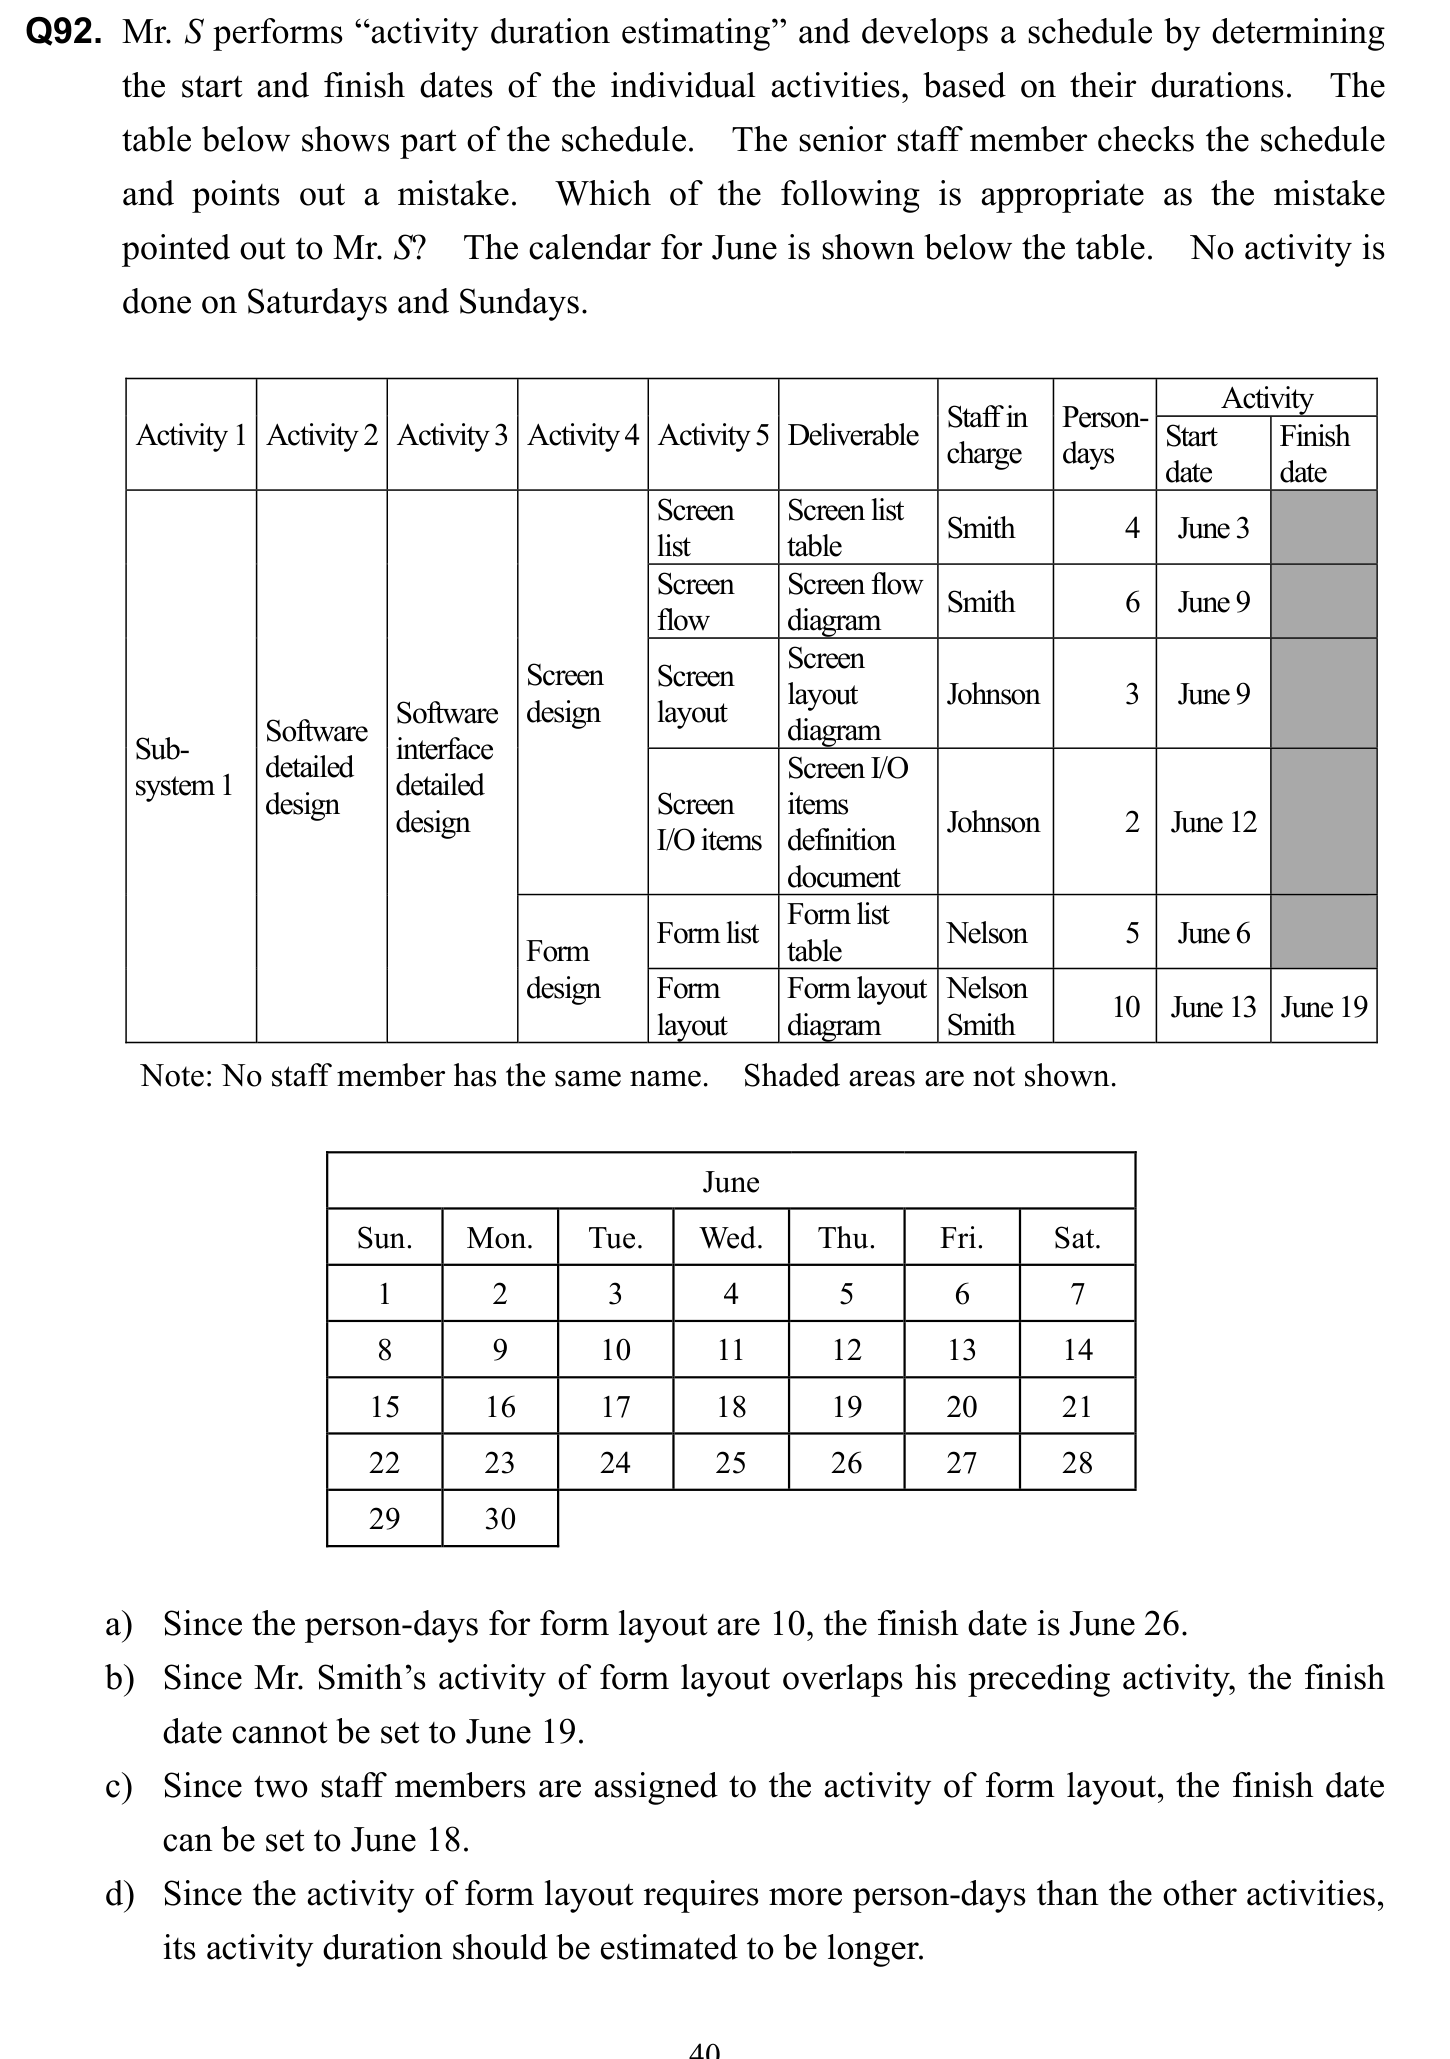 Q92. Mr. S performs “activity duration estimating” and develops a schedule by determining
the start and finish dates of the individual activities, based on their durations. The
table below shows part of the schedule. The senior staff member checks the schedule
and points out a mistake. Which of the following is appropriate as the mistake
pointed out to Mr. S? The calendar for June is shown below the table. No activity is
done on Saturdays and Sundays.
Activity 1 Activity 2 Activity 3 Activity 4 Activity 5 Deliverable
Staff in
charge
Person-
days
Activity
Start
date
Finish
date
Sub-
system 1
Software
detailed
design
Software
interface
detailed
design
Screen
design
Screen
list
Screen list
table
Smith 4 June 3
Screen
flow
Screen flow
diagram
Smith 6 June 9
Screen
layout
Screen
layout
diagram
Johnson 3 June 9
Screen
I/O items
Screen I/O
items
definition
document
Johnson 2 June 12
Form
design
Form list
Form list
table
Nelson 5 June 6
Form
layout
Form layout
diagram
Nelson
Smith
10 June 13 June 19
Note: No staff member has the same name. Shaded areas are not shown.
June
Sun. Mon. Tue. Wed. Thu. Fri. Sat.
1 2 3 4 5 6 7
8 9 10 11 12 13 14
15 16 17 18 19 20 21
22 23 24 25 26 27 28
29 30
a) Since the person-days for form layout are 10, the finish date is June 26.
b) Since Mr. Smith’s activity of form layout overlaps his preceding activity, the finish
date cannot be set to June 19.
c) Since two staff members are assigned to the activity of form layout, the finish date
can be set to June 18.
d) Since the activity of form layout requires more person-days than the other activities,
its activity duration should be estimated to be longer.
40